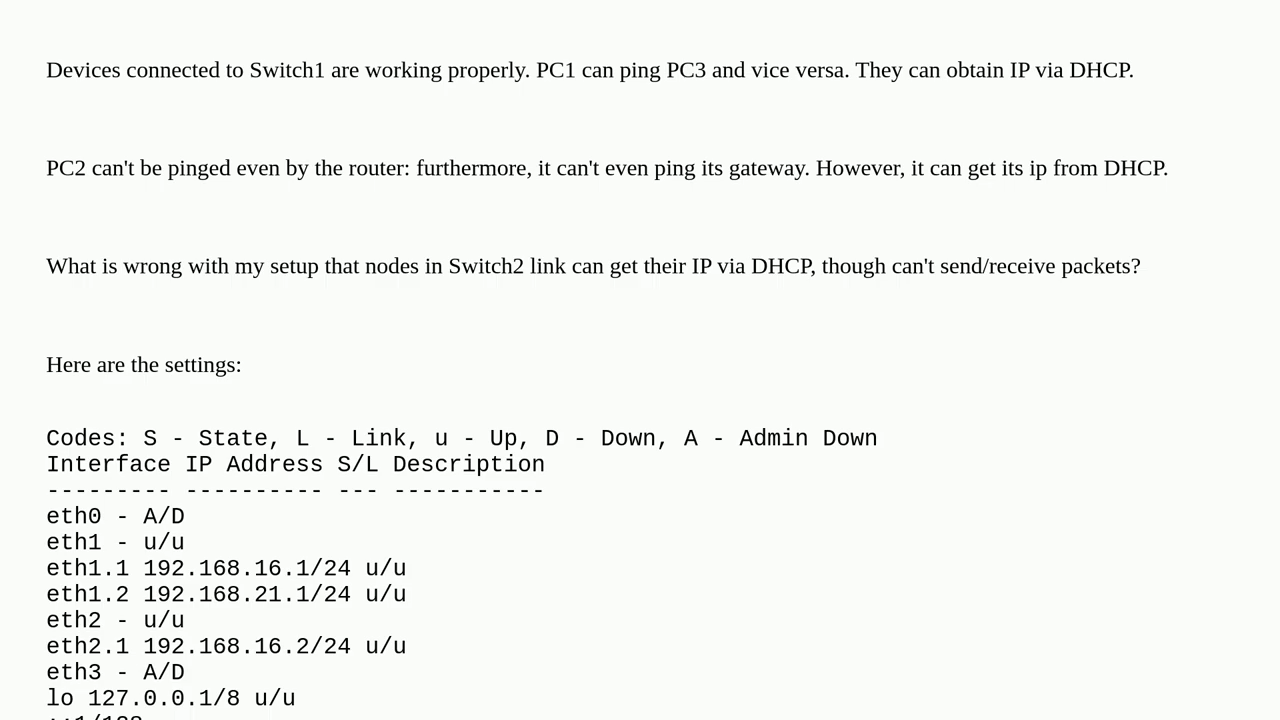 Devices connected to Switch1 are working properly. PC1 can ping PC3 and vice versa. They can obtain IP via DHCP.
PC2 can't be pinged even by the router: furthermore, it can't even ping its gateway. However, it can get its ip from DHCP.
What is wrong with my setup that nodes in Switch2 link can get their IP via DHCP, though can't send/receive packets?
Here are the settings:
Codes: S - State, L - Link, u - Up, D - Down, A - Admin Down
Interface IP Address S/L Description
--------- ---------- --- -----------
eth0 - A/D
eth1 - u/u
eth1.1 192.168.16.1/24 u/u
eth1.2 192.168.21.1/24 u/u
eth2 - u/u
eth2.1 192.168.16.2/24 u/u
eth3 - A/D
lo 127.0.0.1/8 u/u